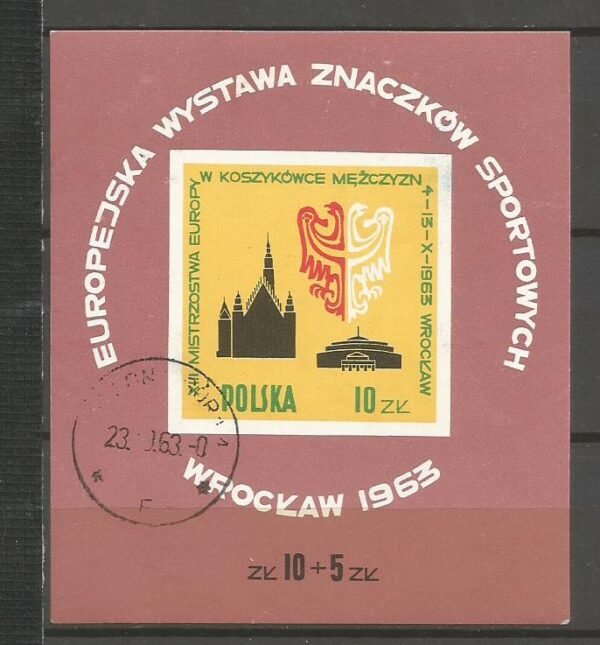 EUROPEJSKA WYSTAWA ZNACZKÓW SPORTOWYCH
XIII MISTRZOSTWA EUROPY W KOSZYKÓWCE MĘŻCZYZN 4-13-X-1963 WROCŁAW
POLSKA 10 ZŁ
23. .63.-0
F
WROCŁAW 1963
ZŁ 10+5 ZŁ